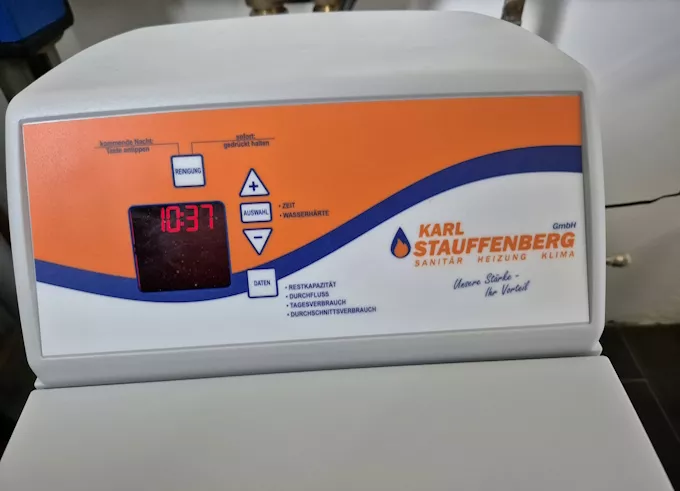 kommende Nacht:
Taste antippen
sofort:
gedrückt halten
REINIGUNG
+
AUSWAHL
−
• ZEIT
• WASSERHÄRTE
10:37
DATEN
• RESTKAPAZITÄT
• DURCHFLUSS
• TAGESVERBRAUCH
• DURCHSCHNITTSVERBRAUCH
KARL
GmbH
STAUFFENBERG
SANITÄR HEIZUNG KLIMA
Unsere Stärke -
Ihr Vorteil